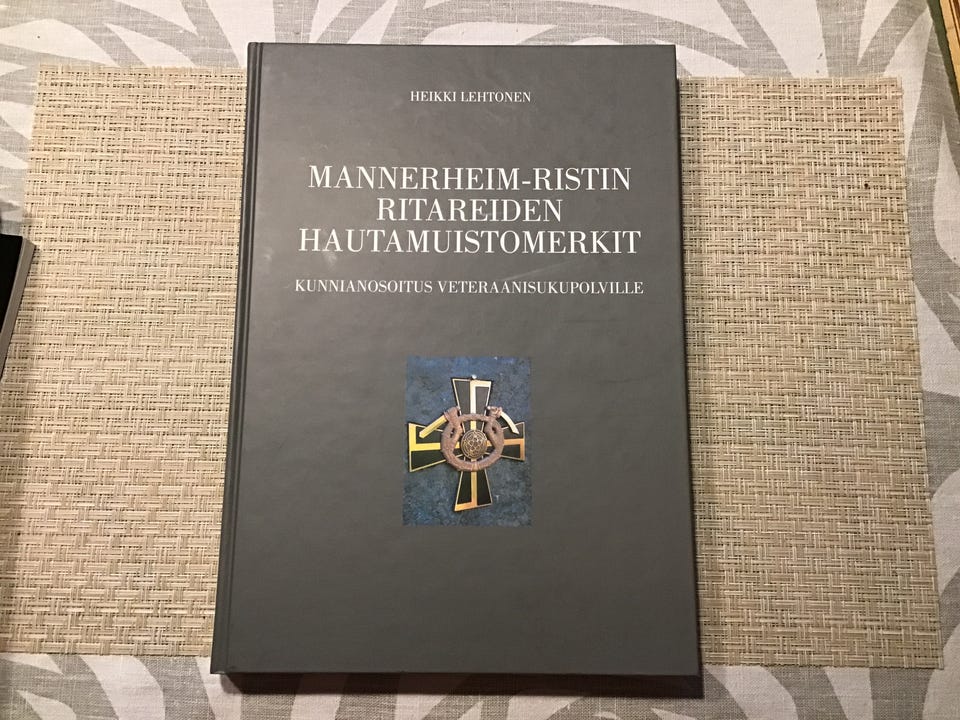 HEIKKI LEHTONEN
MANNERHEIM-RISTIN
RITAREIDEN
HAUTAMUISTOMERKIT
KUNNIANOSOITUS VETERAANISUKUPOLVILLE